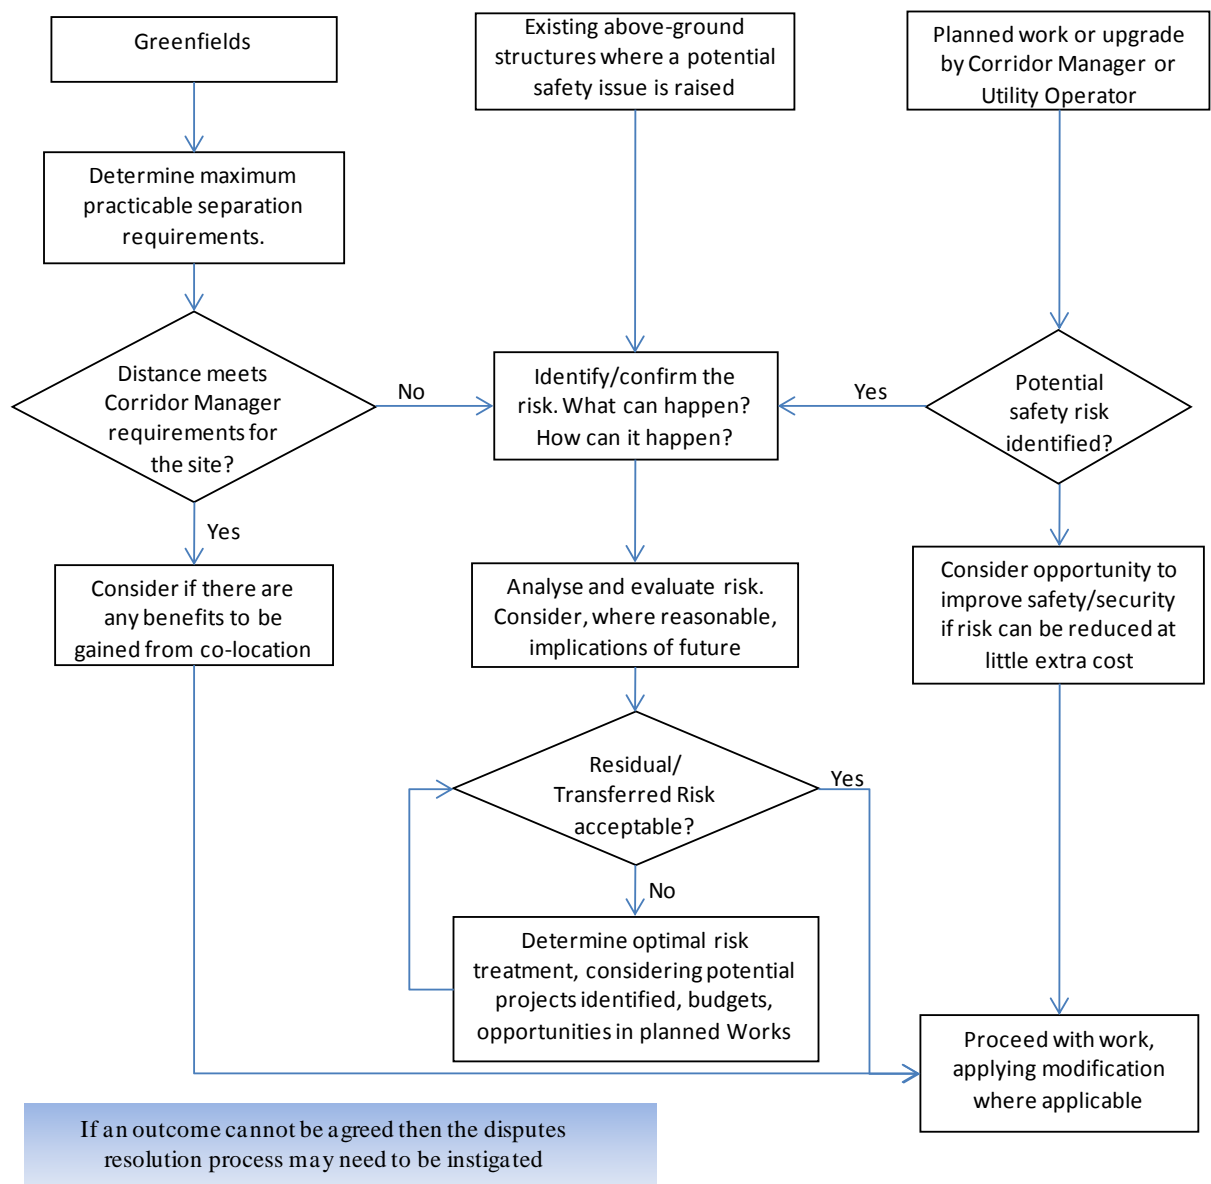 Greenfields
Existing above-ground
structures where a potential
safety issue is raised
Planned work or upgrade
by Corridor Manager or
Utility Operator
Determine maximum
practicable separation
requirements.
Distance meets
Corridor Manager
requirements for
the site?
No
Identify/confirm the
risk. What can happen?
How can it happen?
Yes
Potential
safety risk
identified?
Yes
Consider if there are
any benefits to be
gained from co-location
Analyse and evaluate risk.
Consider, where reasonable,
implications of future
Consider opportunity to
improve safety/security
if risk can be reduced at
little extra cost
Residual/
Transferred Risk
acceptable?
Yes
No
Determine optimal risk
treatment, considering potential
projects identified, budgets,
opportunities in planned Works
Proceed with work,
applying modification
where applicable
If an outcome cannot be agreed then the disputes
resolution process may need to be instigated